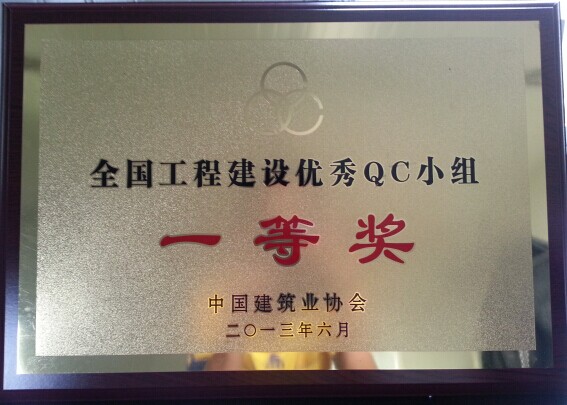 全国工程建设优秀QC小组
一等奖
中国建筑业协会
二〇一三年六月